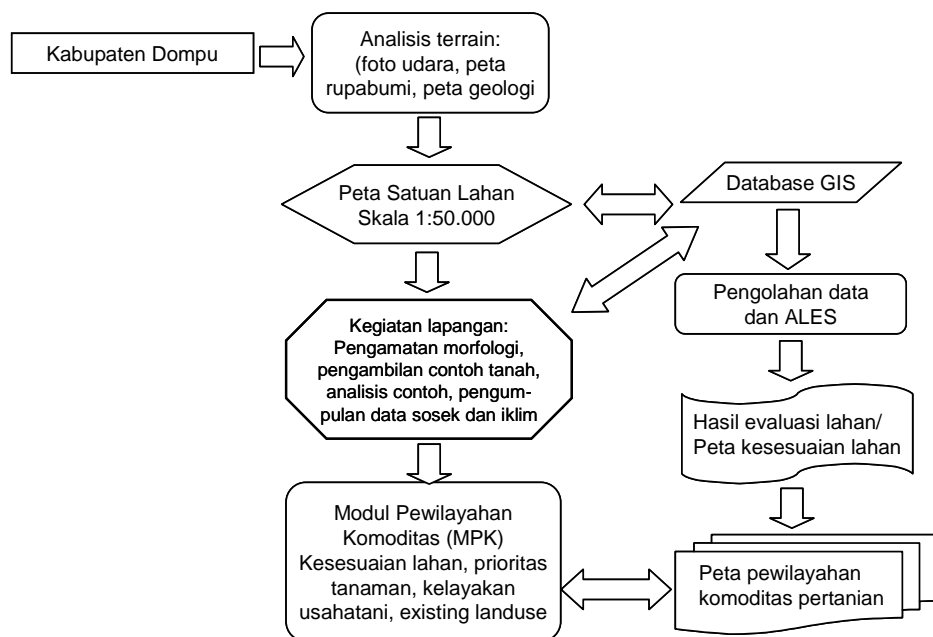 Kabupaten Dompu
Analisis terrain:
(foto udara, peta
rupabumi, peta geologi
Peta Satuan Lahan
Skala 1:50.000
Database GIS
Kegiatan lapangan:
Pengamatan morfologi,
pengambilan contoh tanah,
analisis contoh, pengum-
pulan data sosek dan iklim
Pengolahan data
dan ALES
Hasil evaluasi lahan/
Peta kesesuaian lahan
Modul Pewilayahan
Komoditas (MPK)
Kesesuaian lahan, prioritas
tanaman, kelayakan
usahatani, existing landuse
Peta pewilayahan
komoditas pertanian